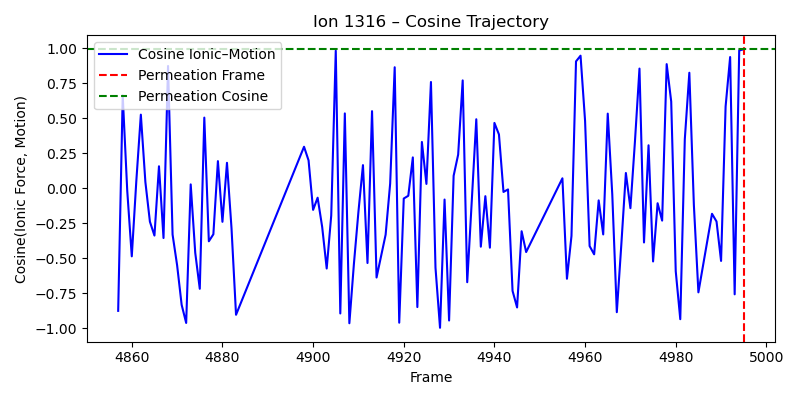 Ion 1316 – Cosine Trajectory
Cosine(Ionic Force, Motion)
1.00
0.75
0.50
0.25
0.00
−0.25
−0.50
−0.75
−1.00
Cosine Ionic–Motion
Permeation Frame
Permeation Cosine
4860 4880 4900 4920 4940 4960 4980 5000
Frame